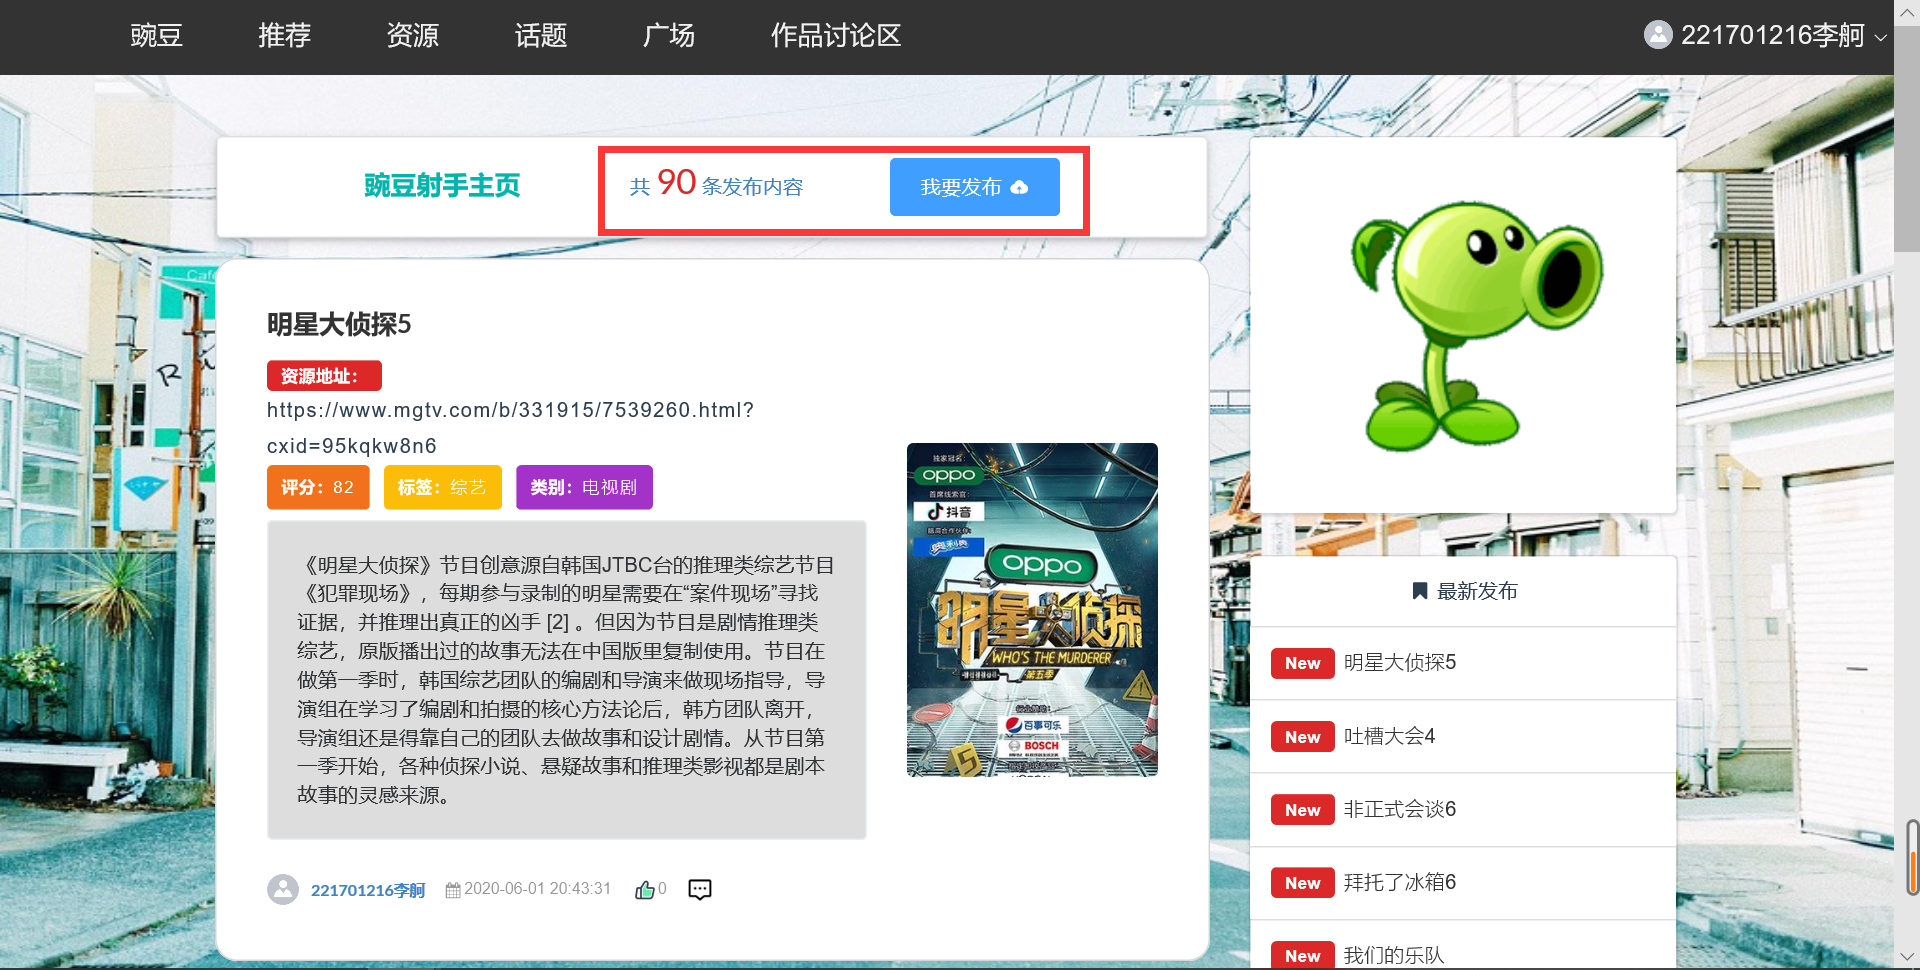 豌豆 推荐 资源 话题 广场 作品讨论区 221701216李舸
豌豆射手主页 共 90 条发布内容 我要发布
明星大侦探5
资源地址：
https://www.mgtv.com/b/331915/7539260.html?
cxid=95kqkw8n6
评分：82 标签：综艺 类别：电视剧
《明星大侦探》节目创意源自韩国JTBC台的推理类综艺节目
《犯罪现场》，每期参与录制的明星需要在“案件现场”寻找
证据，并推理出真正的凶手 [2] 。但因为节目是剧情推理类
综艺，原版播出过的故事无法在中国版里复制使用。节目在
做第一季时，韩国综艺团队的编剧和导演来做现场指导，导
演组在学习了编剧和拍摄的核心方法论后，韩方团队离开，
导演组还是得靠自己的团队去做故事和设计剧情。从节目第
一季开始，各种侦探小说、悬疑故事和推理类影视都是剧本
故事的灵感来源。
独家冠名：
oppo
首席线索官：
抖音
oppo
明星大侦探
WHO'S THE MURDERER
第五季
百事可乐
BOSCH
221701216李舸 2020-06-01 20:43:31 0
最新发布
New 明星大侦探5
New 吐槽大会4
New 非正式会谈6
New 拜托了冰箱6
New 我们的乐队